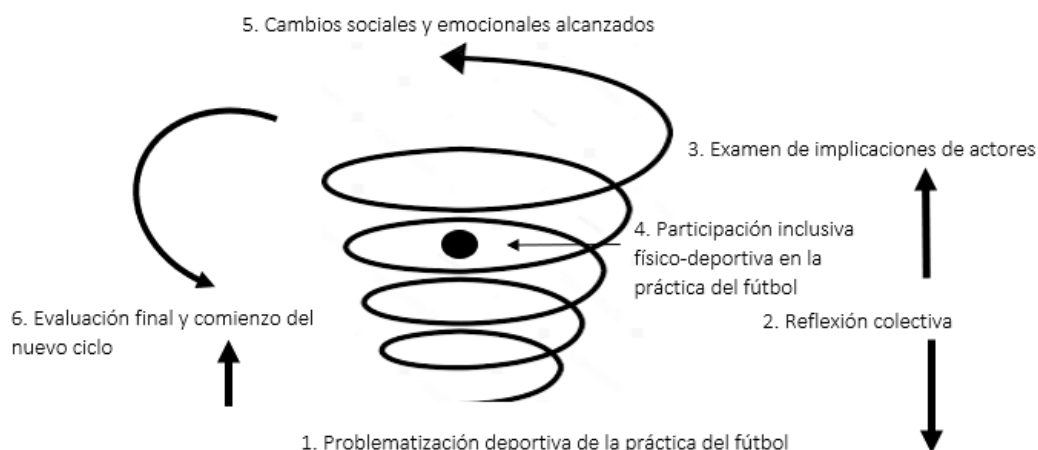 5. Cambios sociales y emocionales alcanzados
3. Examen de implicaciones de actores
4. Participación inclusiva
físico-deportiva en la
práctica del fútbol
6. Evaluación final y comienzo del
nuevo ciclo
2. Reflexión colectiva
1. Problematización deportiva de la práctica del fútbol